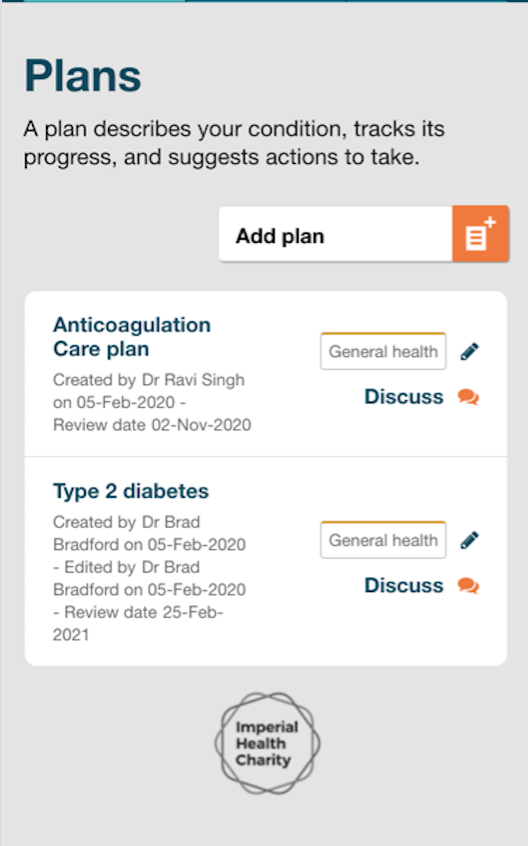 Plans
A plan describes your condition, tracks its
progress, and suggests actions to take.
Add plan
Anticoagulation
Care plan
Created by Dr Ravi Singh
on 05-Feb-2020 -
Review date 02-Nov-2020
General health
Discuss
Type 2 diabetes
Created by Dr Brad
Bradford on 05-Feb-2020
- Edited by Dr Brad
Bradford on 05-Feb-2020
- Review date 25-Feb-
2021
General health
Discuss
Imperial
Health
Charity